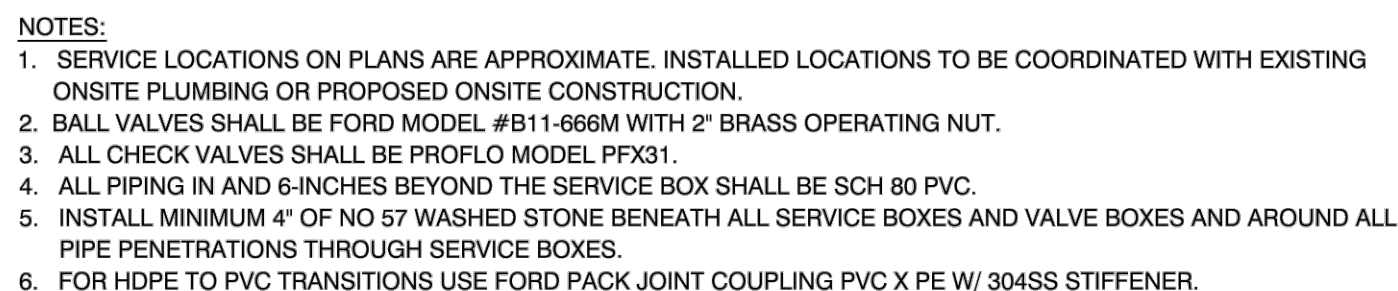 NOTES:
1. SERVICE LOCATIONS ON PLANS ARE APPROXIMATE. INSTALLED LOCATIONS TO BE COORDINATED WITH EXISTING
ONSITE PLUMBING OR PROPOSED ONSITE CONSTRUCTION.
2. BALL VALVES SHALL BE FORD MODEL #B11-666M WITH 2" BRASS OPERATING NUT.
3. ALL CHECK VALVES SHALL BE PROFLO MODEL PFX31.
4. ALL PIPING IN AND 6-INCHES BEYOND THE SERVICE BOX SHALL BE SCH 80 PVC.
5. INSTALL MINIMUM 4" OF NO 57 WASHED STONE BENEATH ALL SERVICE BOXES AND VALVE BOXES AND AROUND ALL
PIPE PENETRATIONS THROUGH SERVICE BOXES.
6. FOR HDPE TO PVC TRANSITIONS USE FORD PACK JOINT COUPLING PVC X PE W/ 304SS STIFFENER.